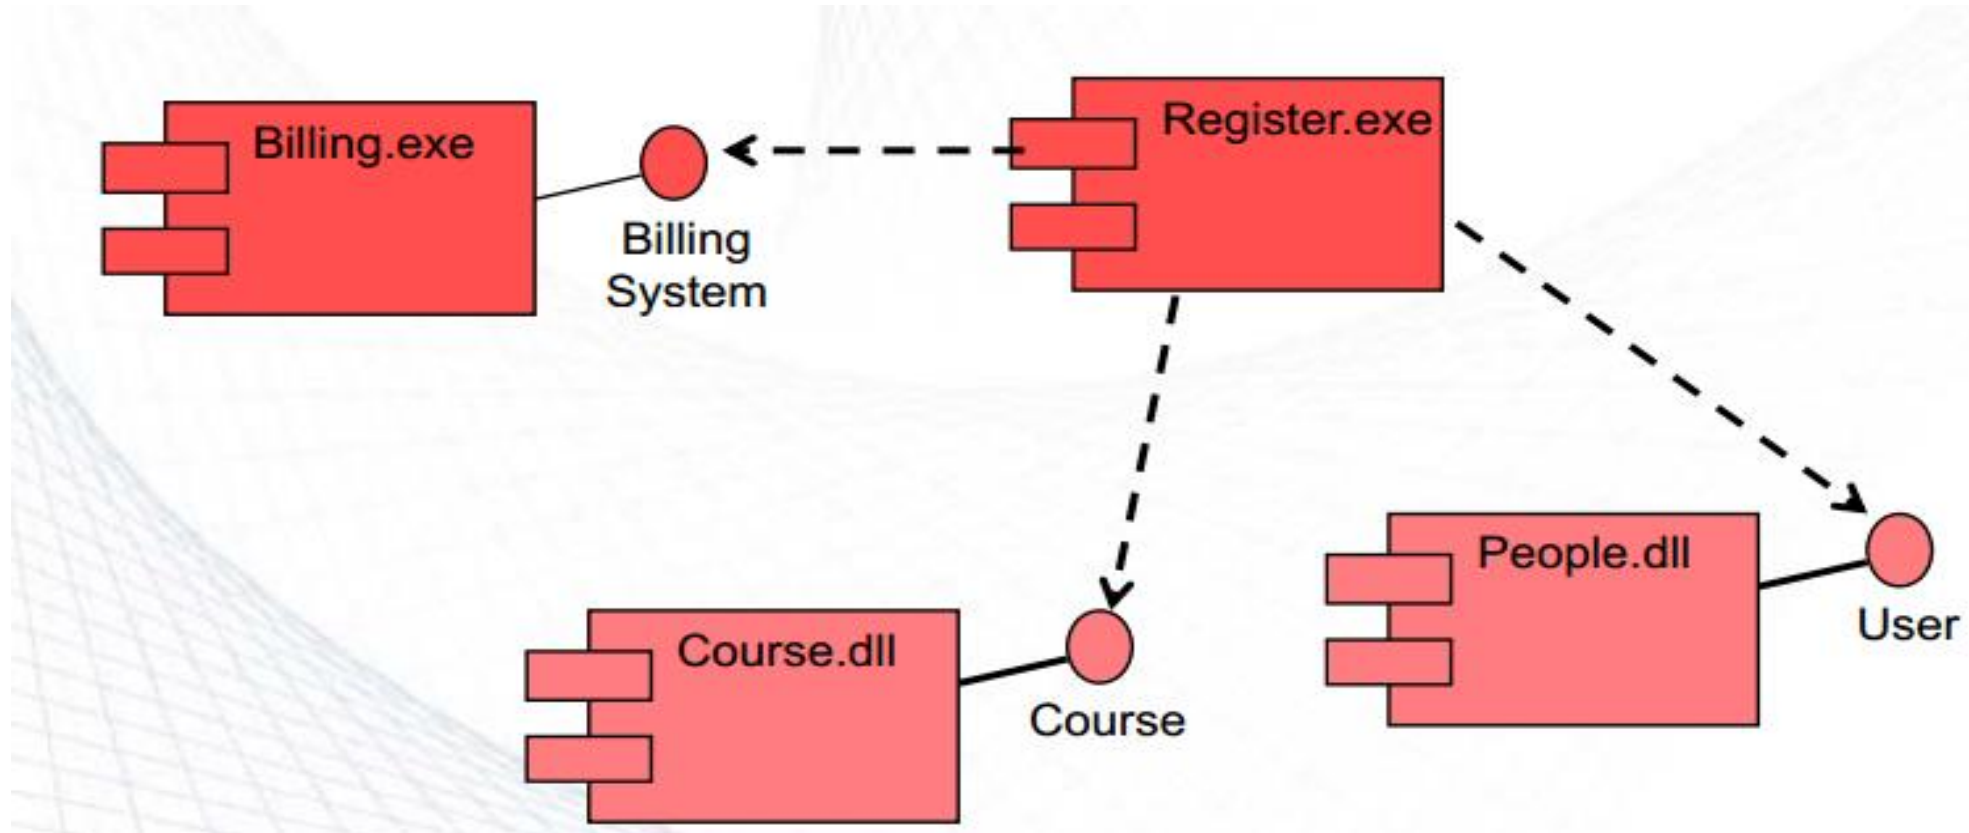 Billing.exe
Register.exe
Billing
System
People.dll
User
Course.dll
Course